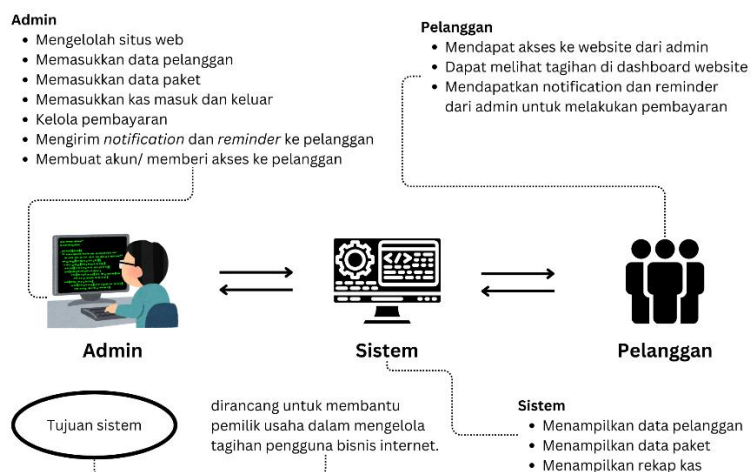 Admin
• Mengelolah situs web
• Memasukkan data pelanggan
• Memasukkan data paket
• Memasukkan kas masuk dan keluar
• Kelola pembayaran
• Mengirim notification dan reminder ke pelanggan
• Membuat akun/ memberi akses ke pelanggan
Pelanggan
• Mendapat akses ke website dari admin
• Dapat melihat tagihan di dashboard website
• Mendapatkan notification dan reminder
dari admin untuk melakukan pembayaran
Admin
Sistem
Pelanggan
Tujuan sistem
dirancang untuk membantu
pemilik usaha dalam mengelola
tagihan pengguna bisnis internet.
Sistem
• Menampilkan data pelanggan
• Menampilkan data paket
• Menampilkan rekap kas